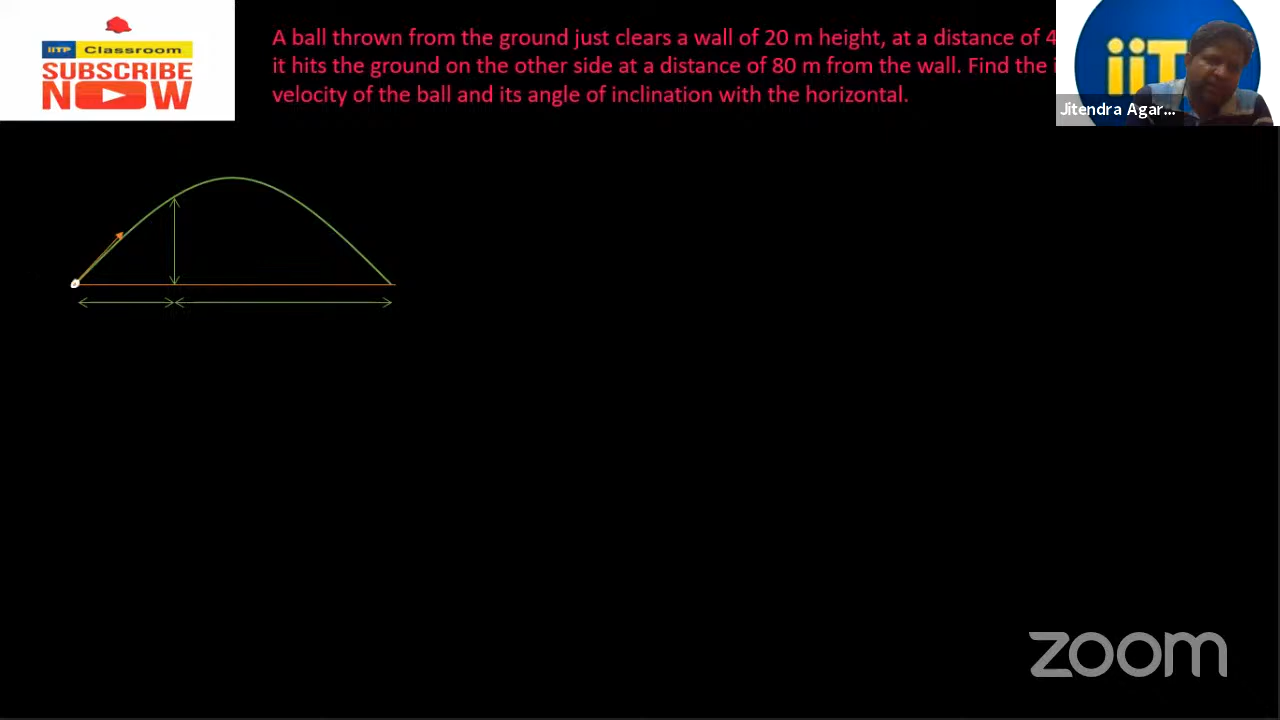 IITP Classroom
SUBSCRIBE
NOW
A ball thrown from the ground just clears a wall of 20 m height, at a distance of 4
it hits the ground on the other side at a distance of 80 m from the wall. Find the
velocity of the ball and its angle of inclination with the horizontal.
iiT
Jitendra Agar...
zoom